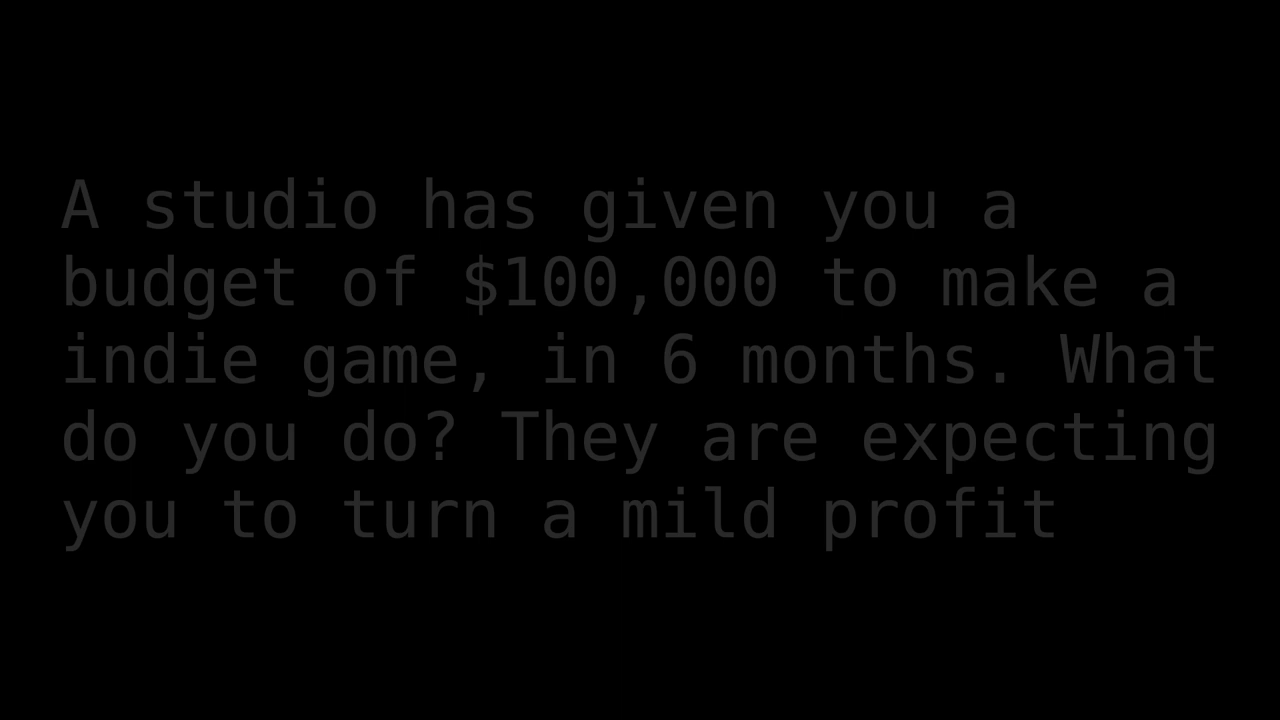 A studio has given you a
budget of $100,000 to make a
indie game, in 6 months. What
do you do? They are expecting
you to turn a mild profit